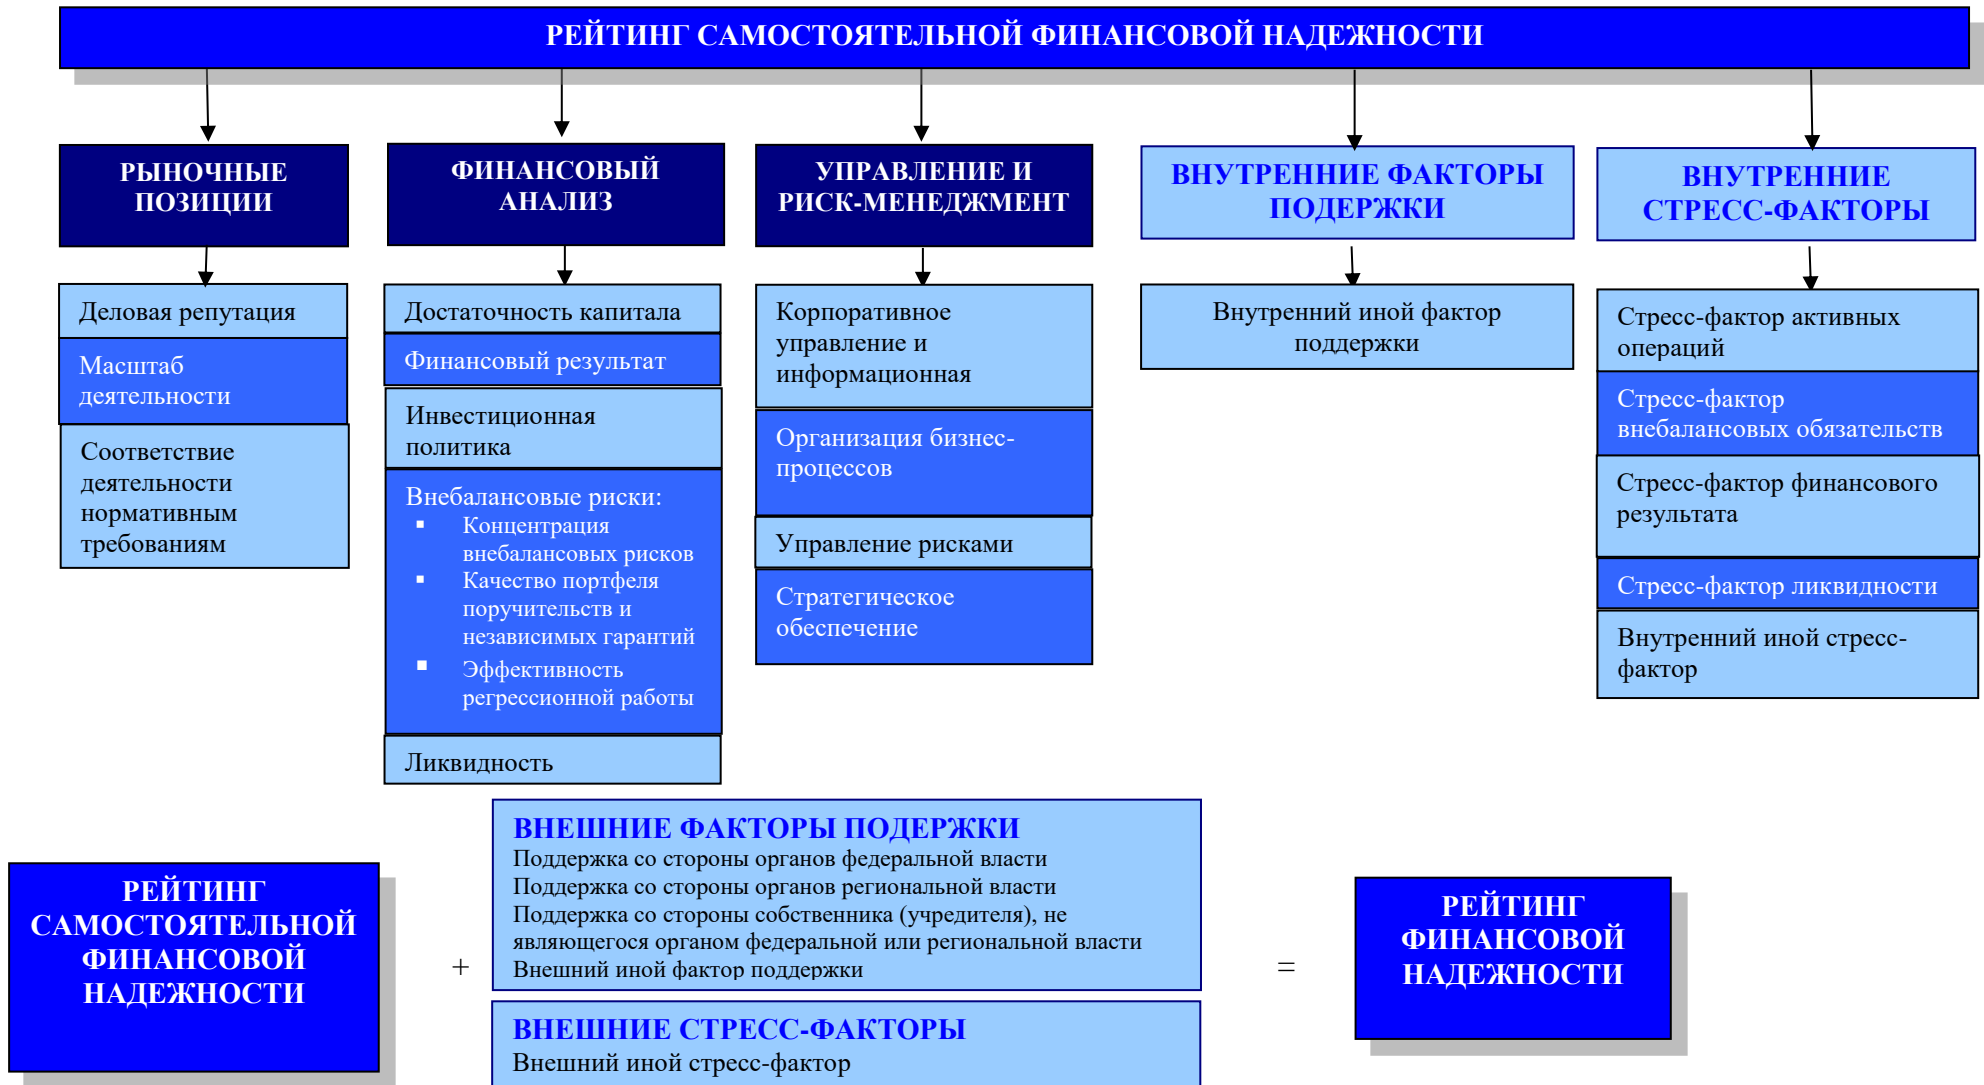 РЕЙТИНГ САМОСТОЯТЕЛЬНОЙ ФИНАНСОВОЙ НАДЕЖНОСТИ
РЫНОЧНЫЕ
ПОЗИЦИИ
Деловая репутация
Масштаб
деятельности
Соответствие
деятельности
нормативным
требованиям
ФИНАНСОВЫЙ
АНАЛИЗ
Достаточность капитала
Финансовый результат
Инвестиционная
политика
Внебалансовые риски:
▪ Концентрация
внебалансовых рисков
▪ Качество портфеля
поручительств и
независимых гарантий
▪ Эффективность
регрессионной работы
Ликвидность
УПРАВЛЕНИЕ И
РИСК-МЕНЕДЖМЕНТ
Корпоративное
управление и
информационная
Организация бизнес-
процессов
Управление рисками
Стратегическое
обеспечение
ВНУТРЕННИЕ ФАКТОРЫ
ПОДЕРЖКИ
Внутренний иной фактор
поддержки
ВНУТРЕННИЕ
СТРЕСС-ФАКТОРЫ
Стресс-фактор активных
операций
Стресс-фактор
внебалансовых обязательств
Стресс-фактор финансового
результата
Стресс-фактор ликвидности
Внутренний иной стресс-
фактор
РЕЙТИНГ
САМОСТОЯТЕЛЬНОЙ
ФИНАНСОВОЙ
НАДЕЖНОСТИ
+
ВНЕШНИЕ ФАКТОРЫ ПОДЕРЖКИ
Поддержка со стороны органов федеральной власти
Поддержка со стороны органов региональной власти
Поддержка со стороны собственника (учредителя), не
являющегося органом федеральной или региональной власти
Внешний иной фактор поддержки
ВНЕШНИЕ СТРЕСС-ФАКТОРЫ
Внешний иной стресс-фактор
=
РЕЙТИНГ
ФИНАНСОВОЙ
НАДЕЖНОСТИ